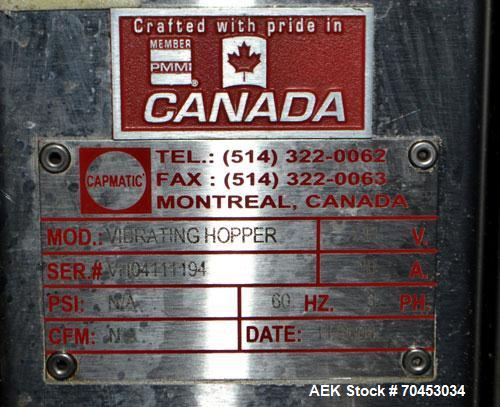 Crafted with pride in
MEMBER
PMMI
®
CANADA
CAPMATIC
TEL.: (514) 322-0062
FAX : (514) 322-0063
MONTREAL, CANADA
MOD.: VIBRATING HOPPER V.
SER.# VH04111194 A.
PSI: N/A 60 HZ. PH.
CFM: DATE:
AEK Stock # 70453034